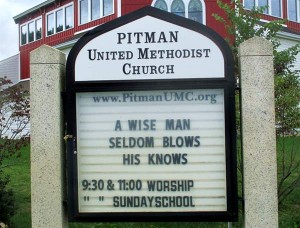 PITMAN
UNITED METHODIST
CHURCH
www.PitmanUMC.org
A WISE MAN
SELDOM BLOWS
HIS KNOWS
9:30 & 11:00 WORSHIP
" " SUNDAYSCHOOL